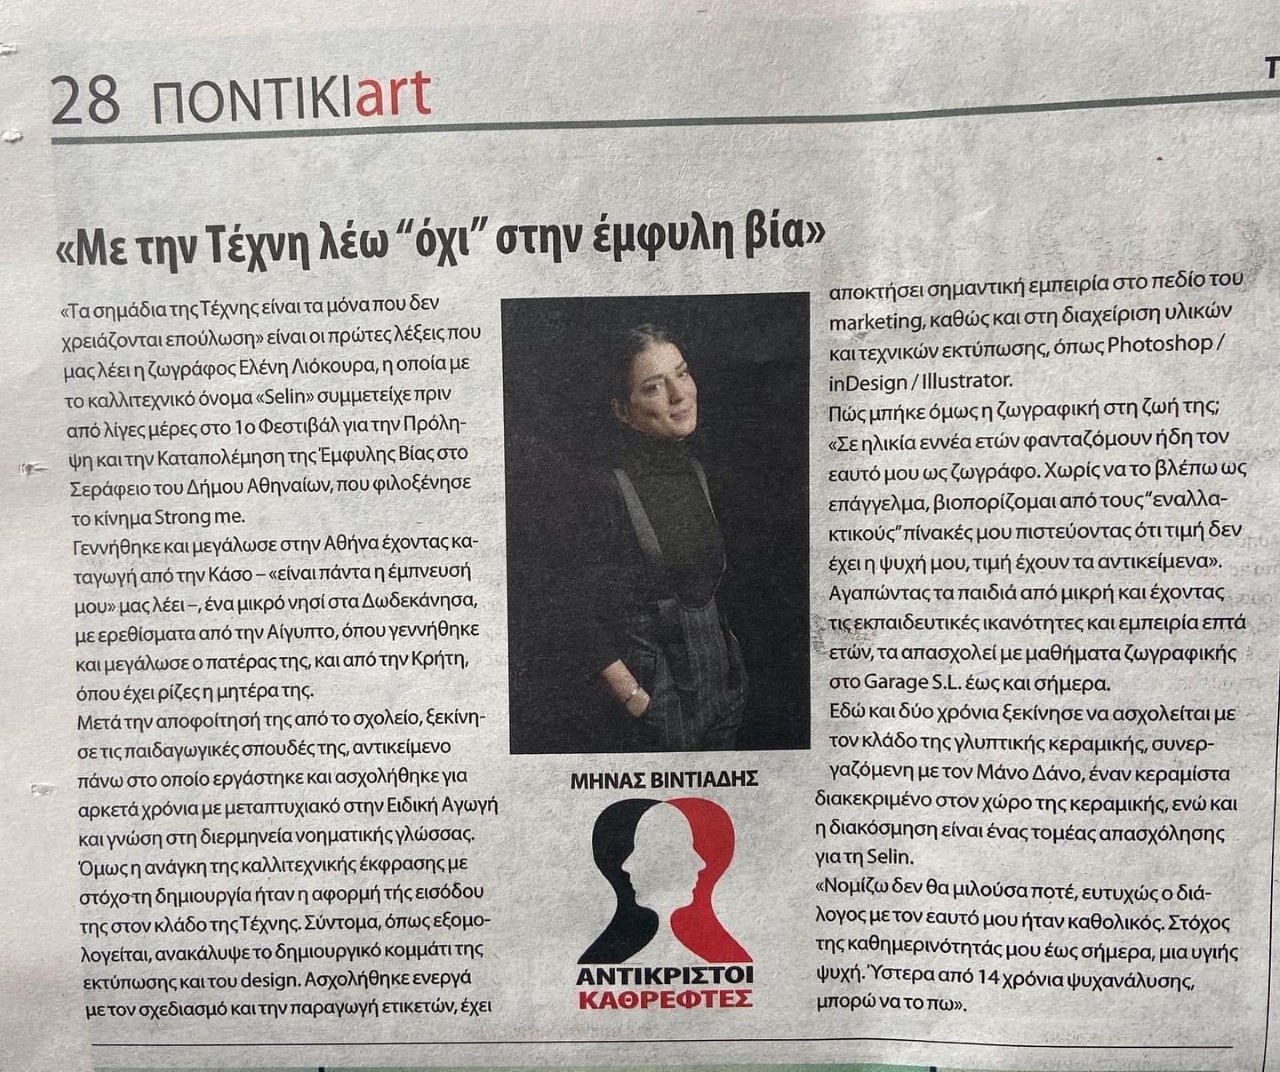 28 ΠΟΝΤΙΚΙart
«Με την Τέχνη λέω “όχι” στην έμφυλη βία»
«Τα σημάδια της Τέχνης είναι τα μόνα που δεν
χρειάζονται επούλωση» είναι οι πρώτες λέξεις που
μας λέει η ζωγράφος Ελένη Λιόκουρα, η οποία με
το καλλιτεχνικό όνομα «Selin» συμμετείχε πριν
από λίγες μέρες στο 1ο Φεστιβάλ για την Πρόλη-
ψη και την Καταπολέμηση της Έμφυλης Βίας στο
Σεράφειο του Δήμου Αθηναίων, που φιλοξένησε
το κίνημα Strong me.
Γεννήθηκε και μεγάλωσε στην Αθήνα έχοντας κα-
ταγωγή από την Κάσο – «είναι πάντα η έμπνευσή
μου» μας λέει –, ένα μικρό νησί στα Δωδεκάνησα,
με ερεθίσματα από την Αίγυπτο, όπου γεννήθηκε
και μεγάλωσε ο πατέρας της, και από την Κρήτη,
όπου έχει ρίζες η μητέρα της.
Μετά την αποφοίτησή της από το σχολείο, ξεκίνη-
σε τις παιδαγωγικές σπουδές της, αντικείμενο
πάνω στο οποίο εργάστηκε και ασχολήθηκε για
αρκετά χρόνια με μεταπτυχιακό στην Ειδική Αγωγή
και γνώση στη διερμηνεία νοηματικής γλώσσας.
Όμως η ανάγκη της καλλιτεχνικής έκφρασης με
στόχο τη δημιουργία ήταν η αφορμή τής εισόδου
της στον κλάδο της Τέχνης. Σύντομα, όπως εξομο-
λογείται, ανακάλυψε το δημιουργικό κομμάτι της
εκτύπωσης και του design. Ασχολήθηκε ενεργά
με τον σχεδιασμό και την παραγωγή ετικετών, έχει
ΜΗΝΑΣ ΒΙΝΤΙΑΔΗΣ
ΑΝΤΙΚΡΙΣΤΟΙ
ΚΑΘΡΕΦΤΕΣ
αποκτήσει σημαντική εμπειρία στο πεδίο του
marketing, καθώς και στη διαχείριση υλικών
και τεχνικών εκτύπωσης, όπως Photoshop /
inDesign / Illustrator.
Πώς μπήκε όμως η ζωγραφική στη ζωή της;
«Σε ηλικία εννέα ετών φανταζόμουν ήδη τον
εαυτό μου ως ζωγράφο. Χωρίς να το βλέπω ως
επάγγελμα, βιοπορίζομαι από τους “εναλλα-
κτικούς” πίνακές μου πιστεύοντας ότι τιμή δεν
έχει η ψυχή μου, τιμή έχουν τα αντικείμενα».
Αγαπώντας τα παιδιά από μικρή και έχοντας
τις εκπαιδευτικές ικανότητες και εμπειρία επτά
ετών, τα απασχολεί με μαθήματα ζωγραφικής
στο Garage S.L. έως και σήμερα.
Εδώ και δύο χρόνια ξεκίνησε να ασχολείται με
τον κλάδο της γλυπτικής κεραμικής, συνερ-
γαζόμενη με τον Μάνο Δάνο, έναν κεραμίστα
διακεκριμένο στον χώρο της κεραμικής, ενώ και
η διακόσμηση είναι ένας τομέας απασχόλησης
για τη Selin.
«Νομίζω δεν θα μιλούσα ποτέ, ευτυχώς ο διά-
λογος με τον εαυτό μου ήταν καθολικός. Στόχος
της καθημερινότητάς μου έως σήμερα, μια υγιής
ψυχή. Ύστερα από 14 χρόνια ψυχανάλυσης,
μπορώ να το πω».